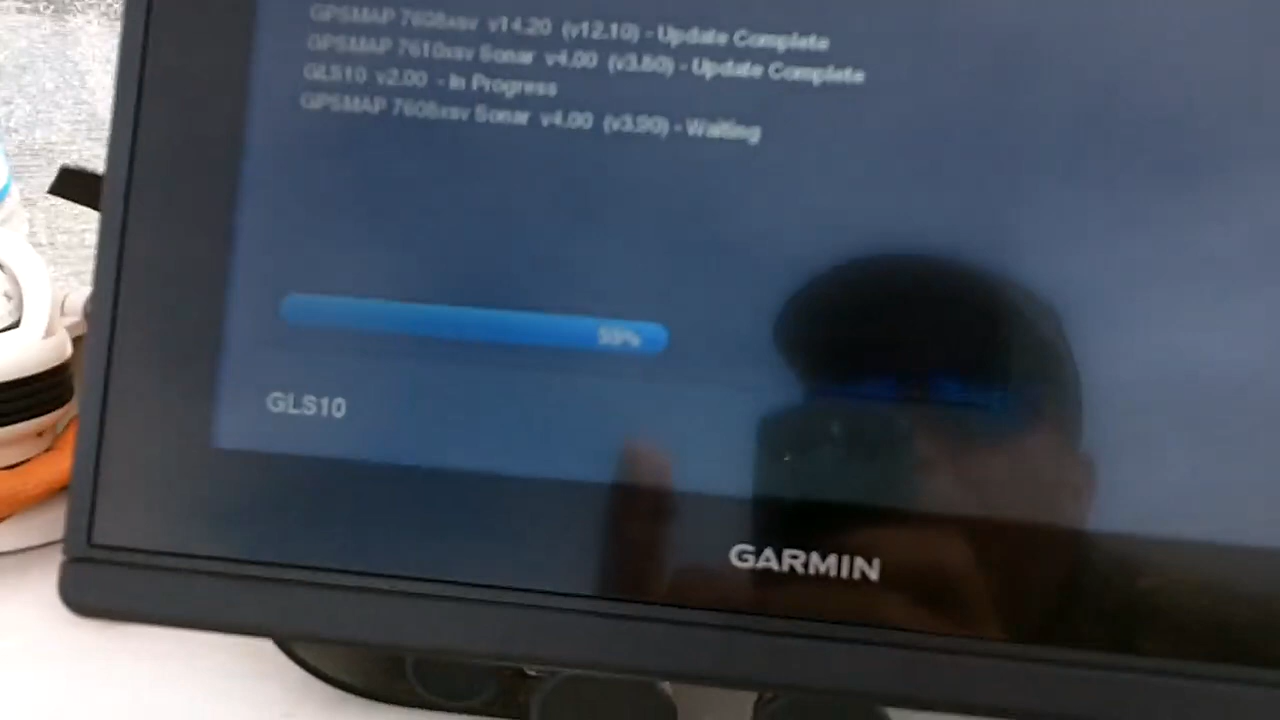 GPSMAP 7608xsv v14.20 (v12.10) - Update Complete
GPSMAP 7610xsv Sonar v4.00 (v3.80) - Update Complete
GLS10 v2.00 - In Progress
GPSMAP 7608xsv Sonar v4.00 (v3.90) - Waiting
GLS10
GARMIN